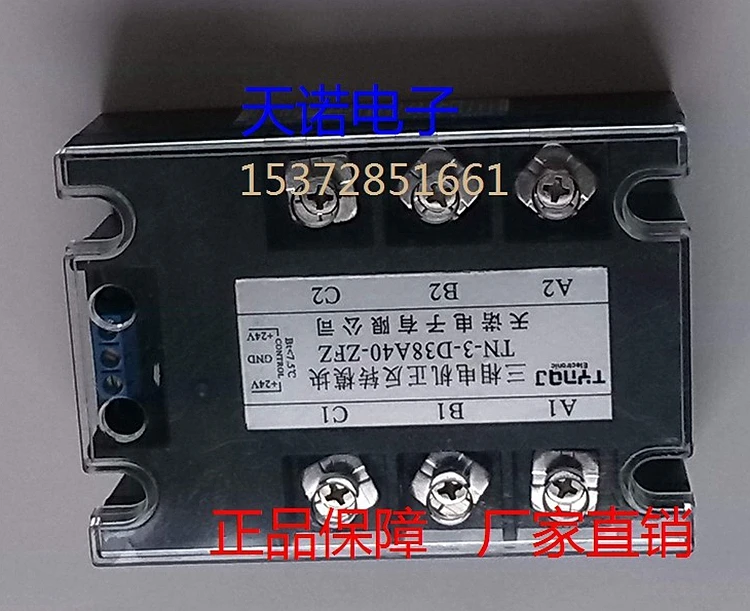 天诺电子
15372851661
A1 B1 C1
TYNQJ
Electronic
三相电机正反转模块
TN-3-D38A40-ZFZ
天诺电子有限公司
+24V
GND
+24V
CONTROL
A2 B2 C2
正品保障 厂家直销